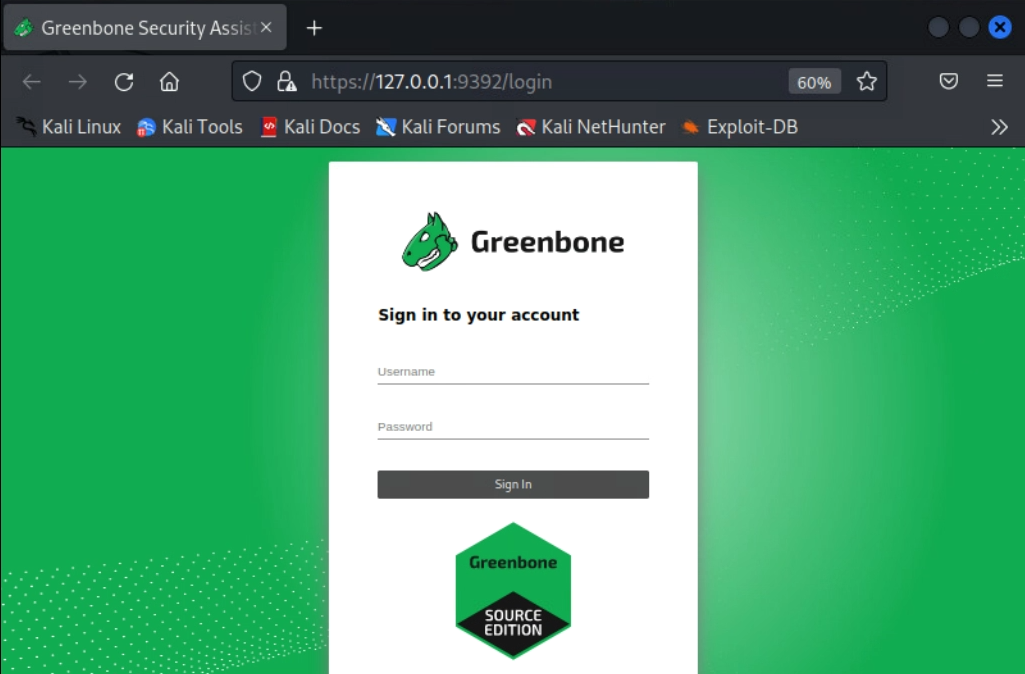 Greenbone Security Assis
https://127.0.0.1:9392/login
60%
Kali Linux
Kali Tools
Kali Docs
Kali Forums
Kali NetHunter
Exploit-DB
Greenbone
Sign in to your account
Username
Password
Sign In
Greenbone
SOURCE
EDITION